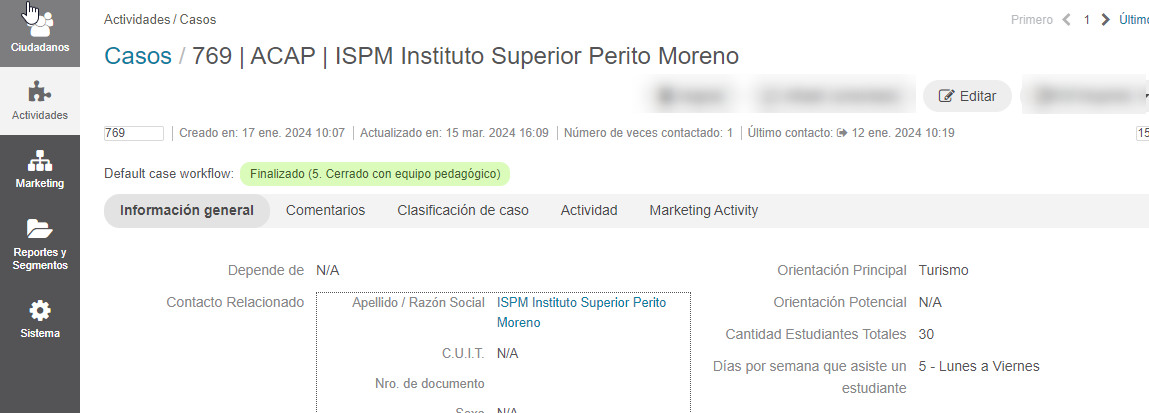 Ciudadanos
Actividades
Marketing
Reportes y
Segmentos
Sistema
Actividades / Casos
Primero 1 Último
Casos / 769 | ACAP | ISPM Instituto Superior Perito Moreno
Editar
769 Creado en: 17 ene. 2024 10:07 Actualizado en: 15 mar. 2024 16:09 Número de veces contactado: 1 Último contacto: 12 ene. 2024 10:19 15
Default case workflow: Finalizado (5. Cerrado con equipo pedagógico)
Información general Comentarios Clasificación de caso Actividad Marketing Activity
Depende de N/A
Contacto Relacionado
Apellido / Razón Social ISPM Instituto Superior Perito
Moreno
C.U.I.T. N/A
Nro. de documento
Sexo N/A
Orientación Principal Turismo
Orientación Potencial N/A
Cantidad Estudiantes Totales 30
Días por semana que asiste un 5 - Lunes a Viernes
estudiante